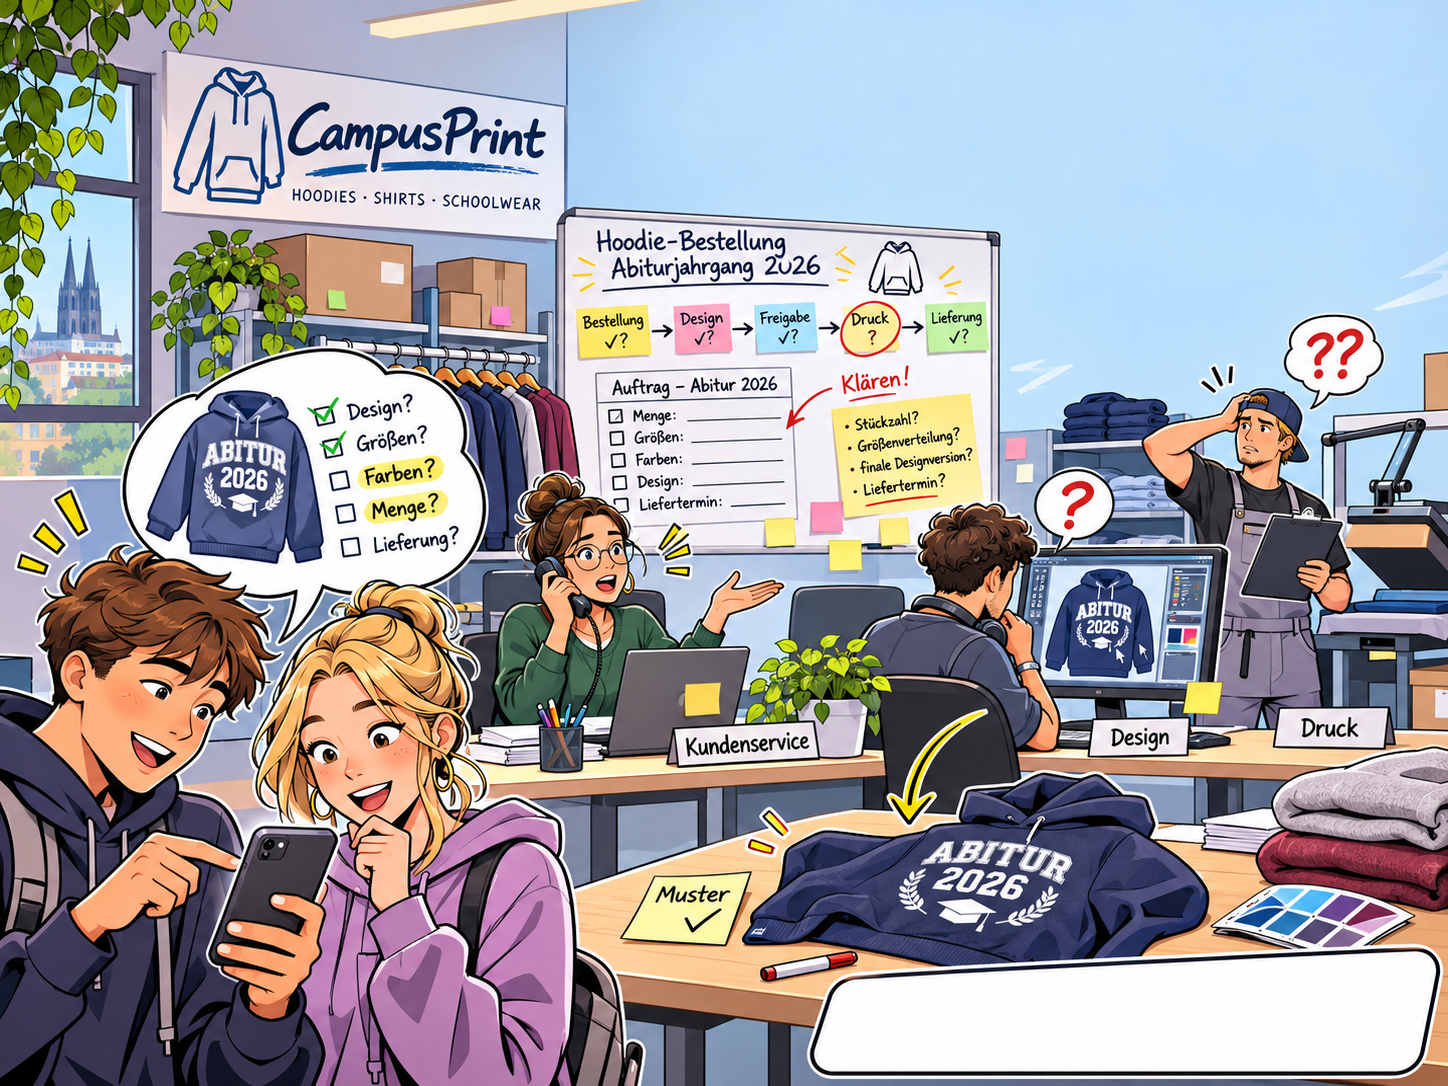 CampusPrint
HOODIES · SHIRTS · SCHOOLWEAR
Hoodie-Bestellung
Abiturjahrgang 2026
Bestellung
✓?
Design
✓?
Freigabe
✓?
Druck
?
Lieferung
✓?
Auftrag – Abitur 2026
Menge:
Größen:
Farben:
Design:
Liefertermin:
Klären!
• Stückzahl?
• Größenverteilung?
• finale Designversion?
• Liefertermin?
ABITUR
2026
Design?
Größen?
Farben?
Menge?
Lieferung?
??
?
ABITUR
2026
Kundenservice
Design
Druck
Muster
✓
ABITUR
2026